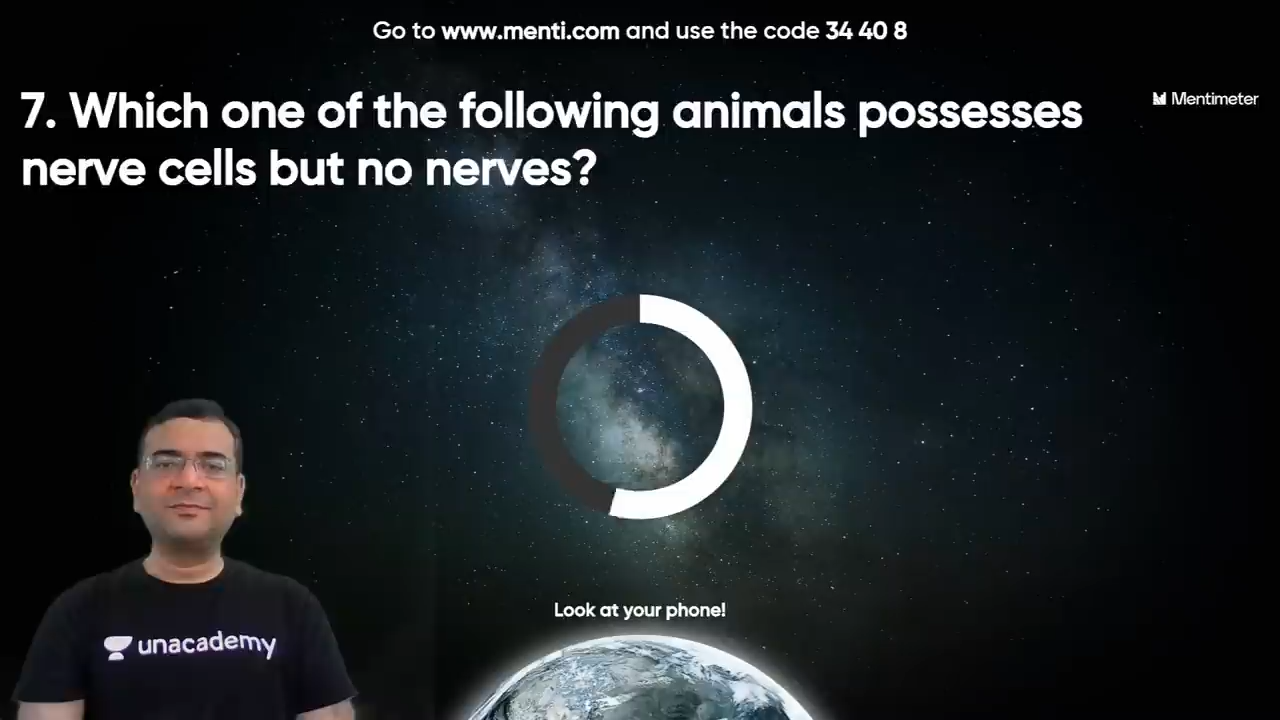 Go to www.menti.com and use the code 34 40 8
7. Which one of the following animals possesses
nerve cells but no nerves?
Mentimeter
Look at your phone!
unacademy